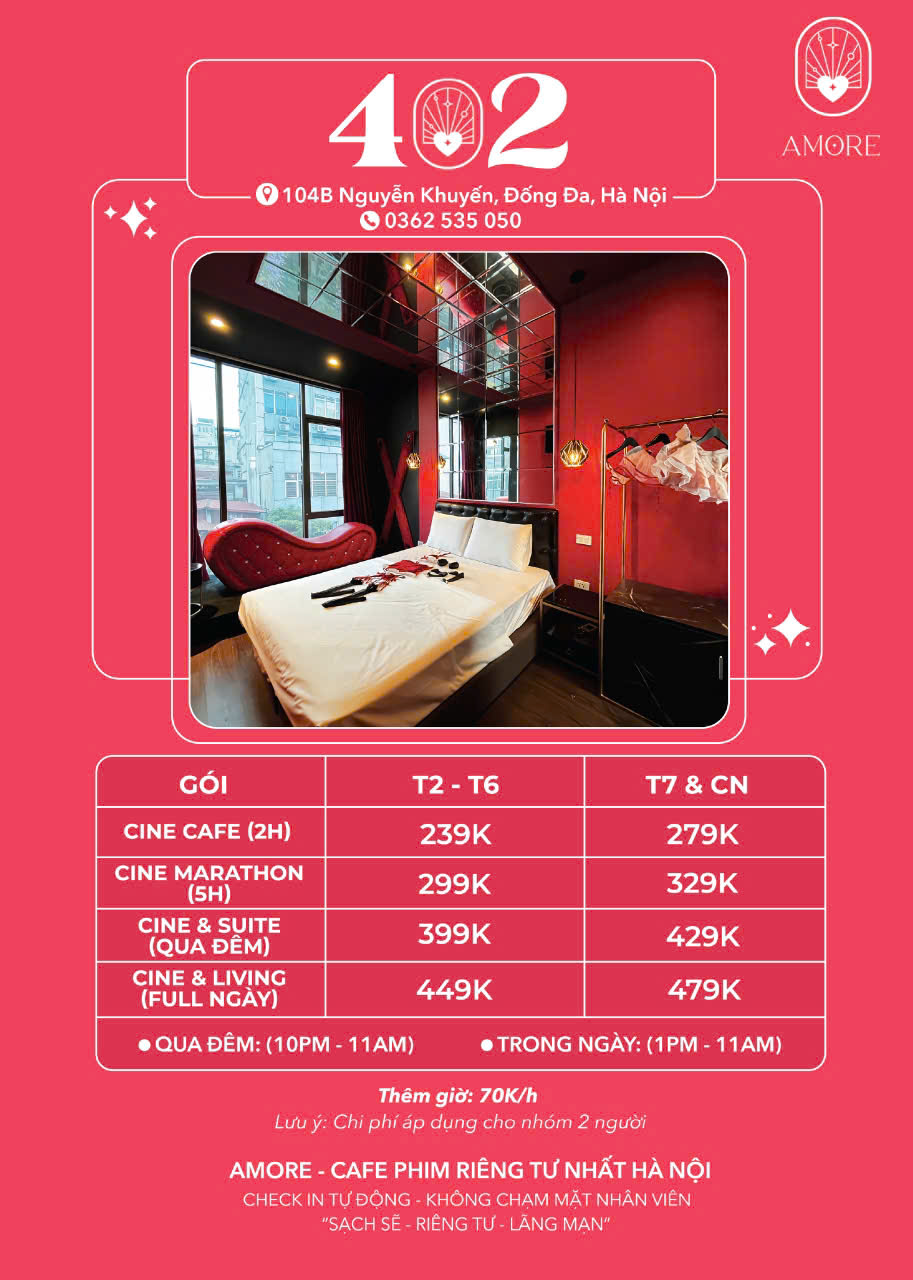 402
AMORE
104B Nguyễn Khuyến, Đống Đa, Hà Nội
0362 535 050
GÓI T2 - T6 T7 & CN
CINE CAFE (2H) 239K 279K
CINE MARATHON
(5H) 299K 329K
CINE & SUITE
(QUA ĐÊM) 399K 429K
CINE & LIVING
(FULL NGÀY) 449K 479K
● QUA ĐÊM: (10PM - 11AM) ● TRONG NGÀY: (1PM - 11AM)
Thêm giờ: 70K/h
Lưu ý: Chi phí áp dụng cho nhóm 2 người
AMORE - CAFE PHIM RIÊNG TƯ NHẤT HÀ NỘI
CHECK IN TỰ ĐỘNG - KHÔNG CHẠM MẶT NHÂN VIÊN
“SẠCH SẼ - RIÊNG TƯ - LÃNG MẠN”